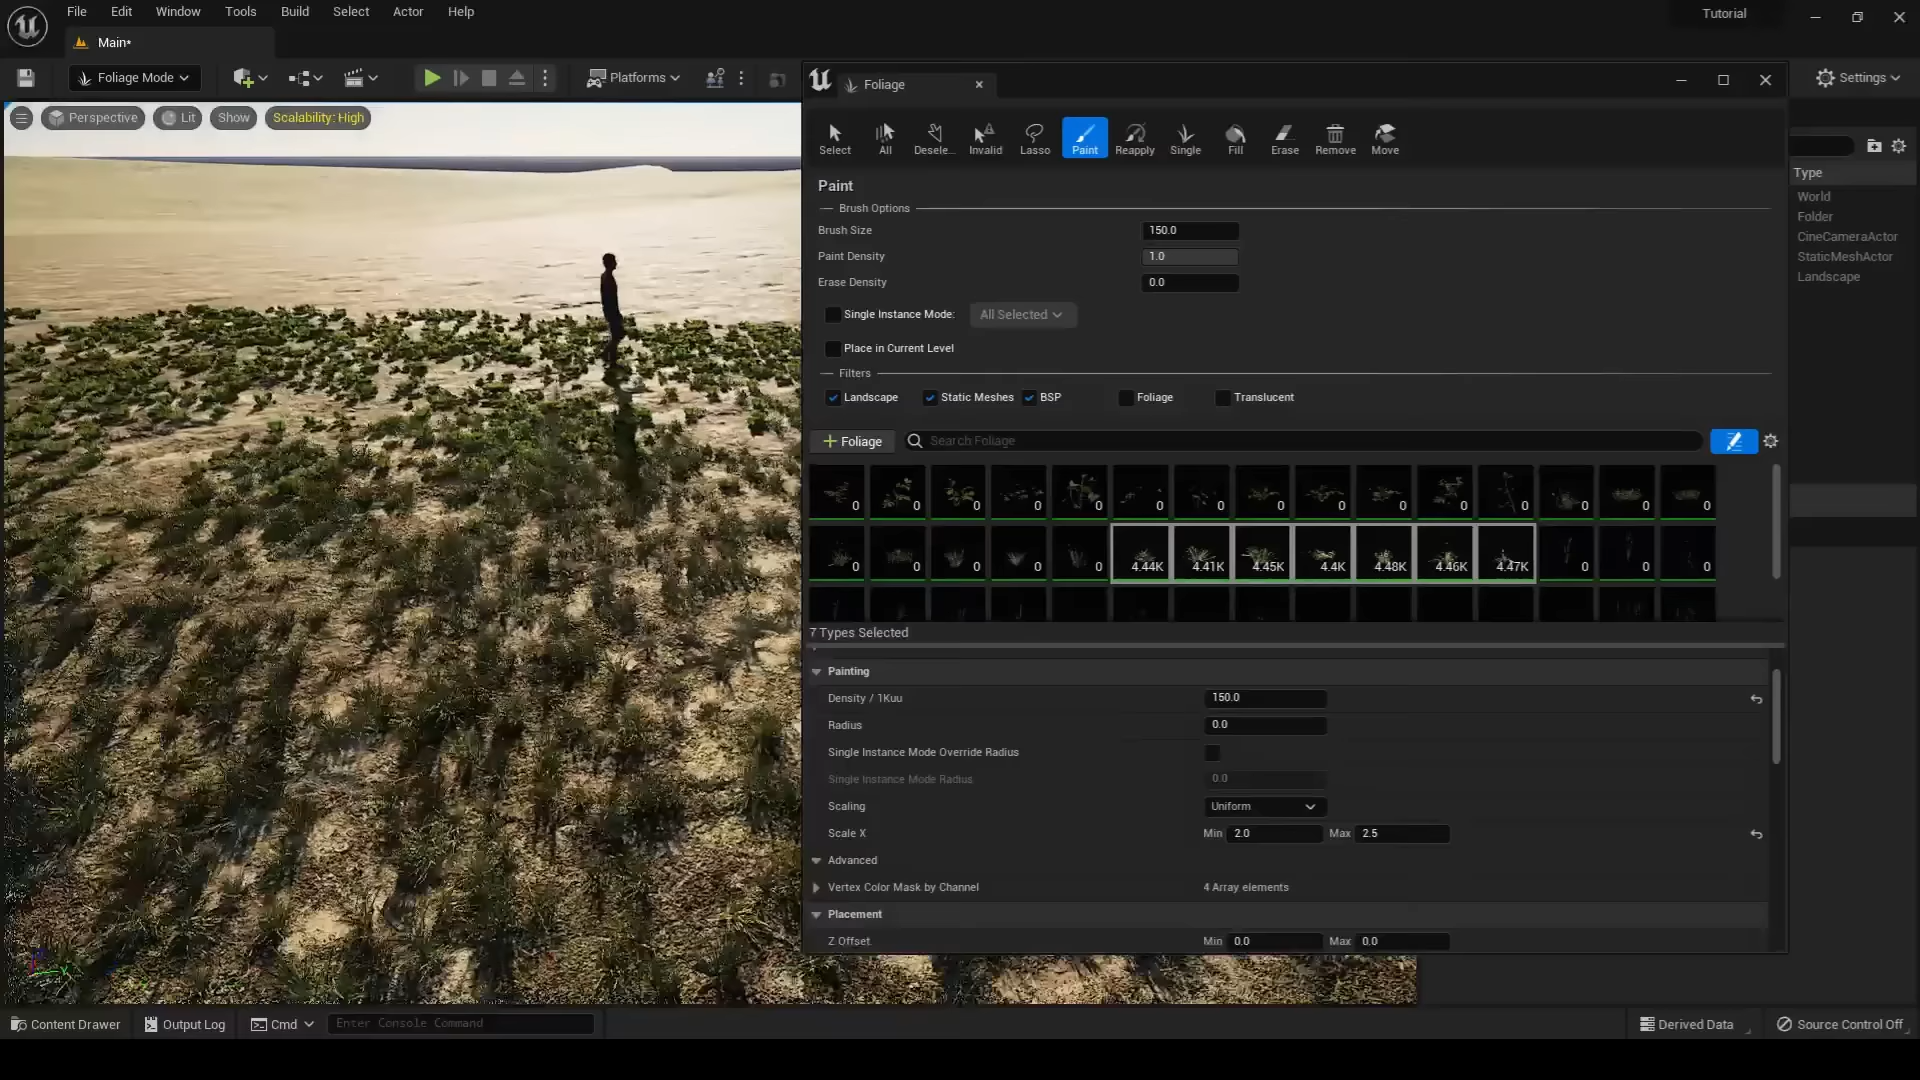 File Edit Window Tools Build Select Actor Help
Tutorial
Main*
Foliage Mode
Platforms
Settings
Foliage
Perspective Lit Show Scalability: High
Select All Desele... Invalid Lasso Paint Reapply Single Fill Erase Remove Move
Type
World
Folder
CineCameraActor
StaticMeshActor
Landscape
Paint
Brush Options
Brush Size 150.0
Paint Density 1.0
Erase Density 0.0
Single Instance Mode: All Selected
Place in Current Level
Filters
Landscape Static Meshes BSP Foliage Translucent
Foliage Search Foliage
0 0 0 0 0 0 0 0 0 0 0 0 0 0 0
0 0 0 0 0 4.44K 4.41K 4.45K 4.4K 4.48K 4.46K 4.47K 0 0 0
7 Types Selected
Painting
Density / 1Kuu 150.0
Radius 0.0
Single Instance Mode Override Radius
Single Instance Mode Radius 0.0
Scaling Uniform
Scale X Min 2.0 Max 2.5
Advanced
Vertex Color Mask by Channel 4 Array elements
Placement
Z Offset Min 0.0 Max 0.0
Content Drawer Output Log Cmd Enter Console Command Derived Data Source Control Off